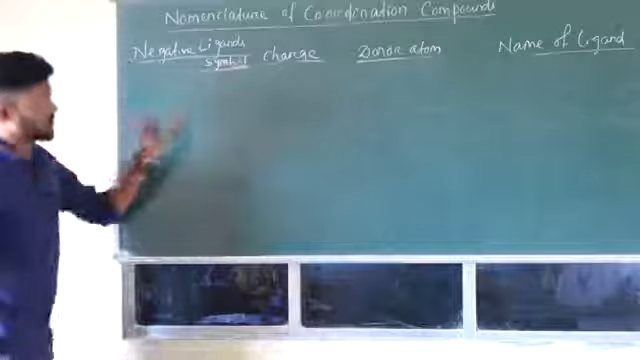 Nomenclature of Coordination Compounds
Negative Ligands
Symbol Charge Donor atom Name of Ligand